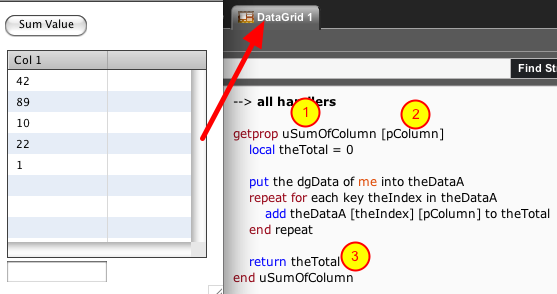 Sum Value
Col 1
42
89
10
22
1
DataGrid 1
Find St
--> all handlers
1
2
getprop uSumOfColumn [pColumn]
local theTotal = 0
put the dgData of me into theDataA
repeat for each key theIndex in theDataA
add theDataA [theIndex] [pColumn] to theTotal
end repeat
return theTotal
3
end uSumOfColumn